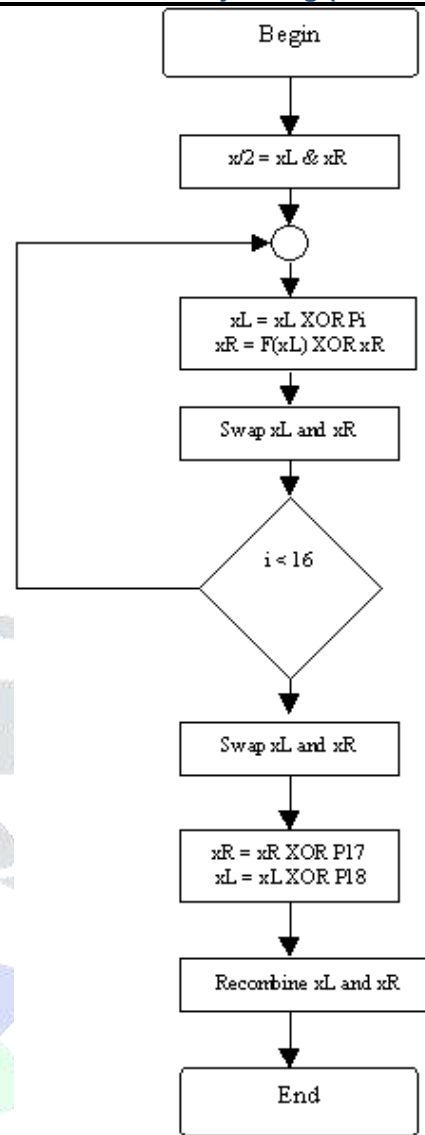 Begin
x/2 = xL & xR
xL = xL XOR Pi
xR = F(xL) XOR xR
Swap xL and xR
i < 16
Swap xL and xR
xR = xR XOR P17
xL = xL XOR P18
Recombine xL and xR
End